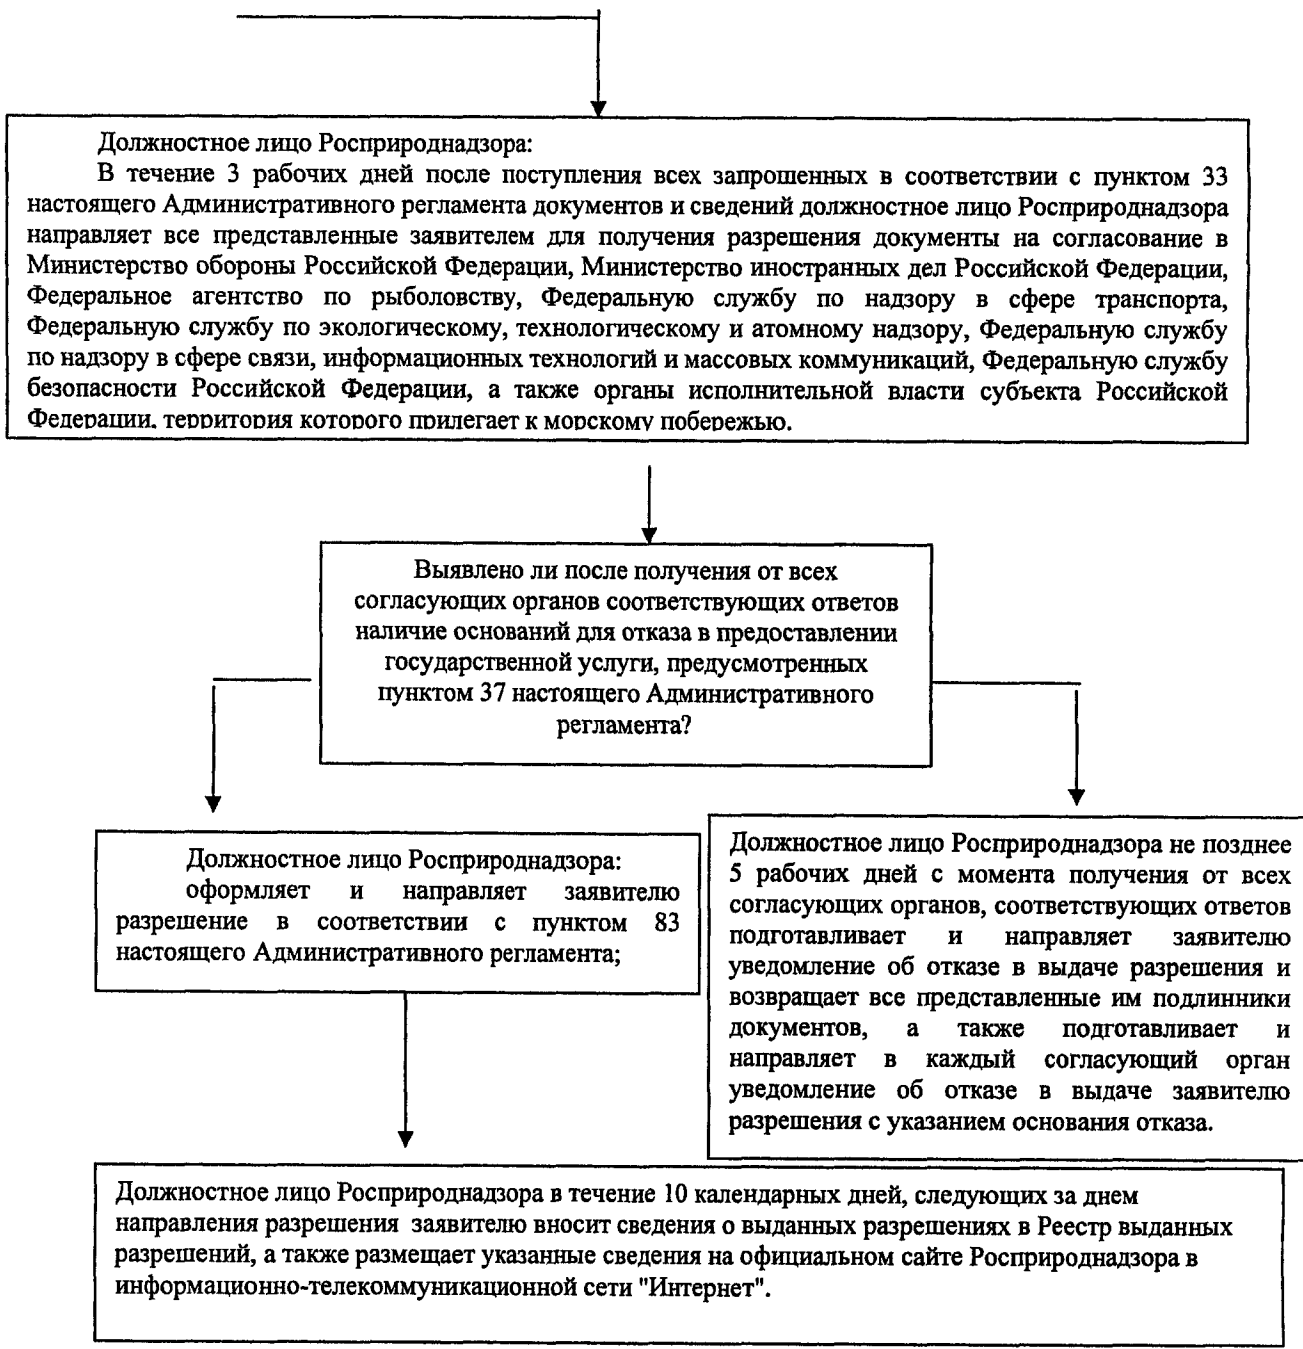 Должностное лицо Росприроднадзора:
В течение 3 рабочих дней после поступления всех запрошенных в соответствии с пунктом 33
настоящего Административного регламента документов и сведений должностное лицо Росприроднадзора
направляет все представленные заявителем для получения разрешения документы на согласование в
Министерство обороны Российской Федерации, Министерство иностранных дел Российской Федерации,
Федеральное агентство по рыболовству, Федеральную службу по надзору в сфере транспорта,
Федеральную службу по экологическому, технологическому и атомному надзору, Федеральную службу
по надзору в сфере связи, информационных технологий и массовых коммуникаций, Федеральную службу
безопасности Российской Федерации, а также органы исполнительной власти субъекта Российской
Федерации, территория которого прилегает к морскому побережью.
Выявлено ли после получения от всех
согласующих органов соответствующих ответов
наличие оснований для отказа в предоставлении
государственной услуги, предусмотренных
пунктом 37 настоящего Административного
регламента?
Должностное лицо Росприроднадзора:
оформляет и направляет заявителю
разрешение в соответствии с пунктом 83
настоящего Административного регламента;
Должностное лицо Росприроднадзора не позднее
5 рабочих дней с момента получения от всех
согласующих органов, соответствующих ответов
подготавливает и направляет заявителю
уведомление об отказе в выдаче разрешения и
возвращает все представленные им подлинники
документов, а также подготавливает и
направляет в каждый согласующий орган
уведомление об отказе в выдаче заявителю
разрешения с указанием основания отказа.
Должностное лицо Росприроднадзора в течение 10 календарных дней, следующих за днем
направления разрешения заявителю вносит сведения о выданных разрешениях в Реестр выданных
разрешений, а также размещает указанные сведения на официальном сайте Росприроднадзора в
информационно-телекоммуникационной сети "Интернет".